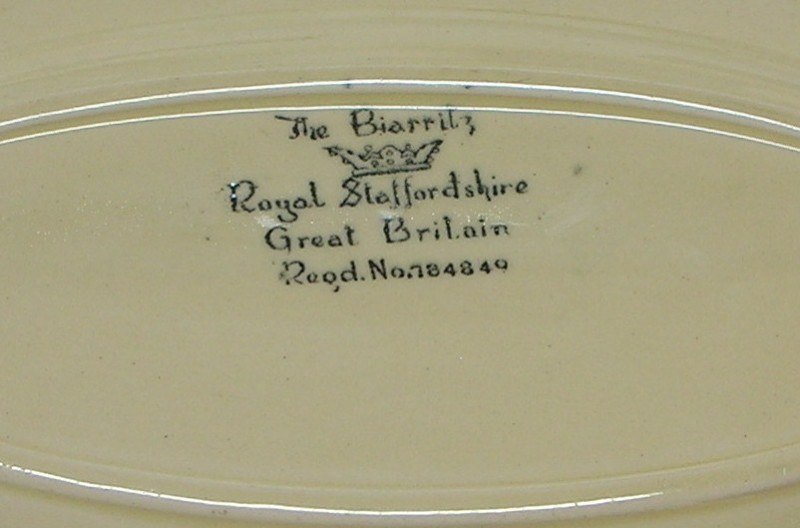 The Biarritz
Royal Staffordshire
Great Britain
Regd. No. 784849